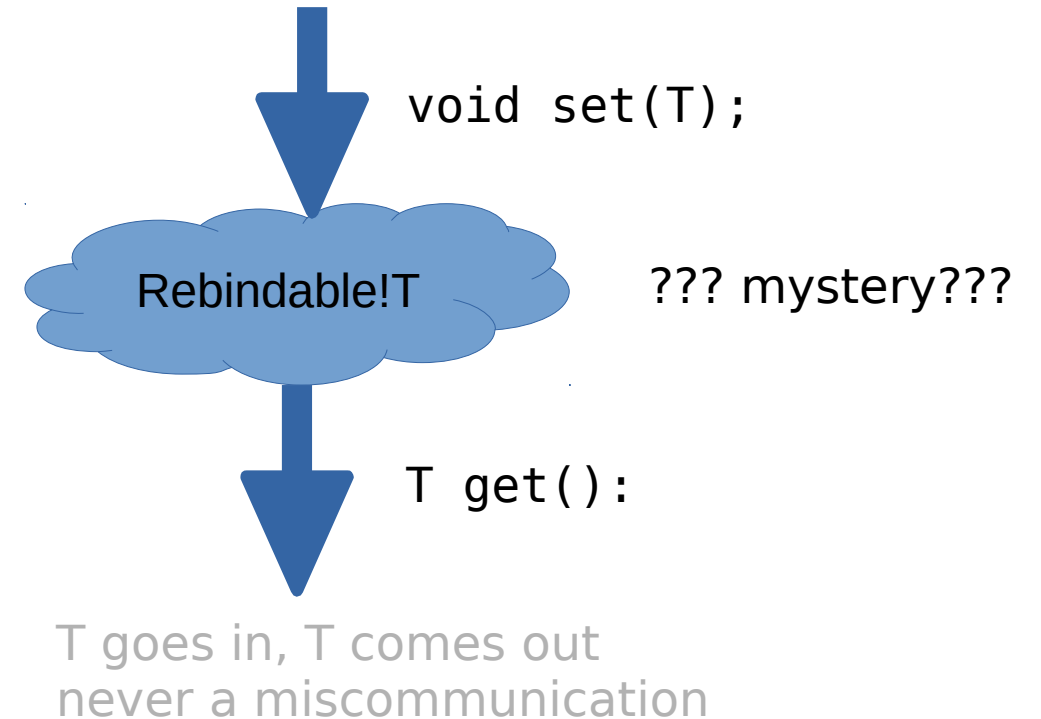 void set(T);
Rebindable!T
??? mystery???
T get():
T goes in, T comes out
never a miscommunication